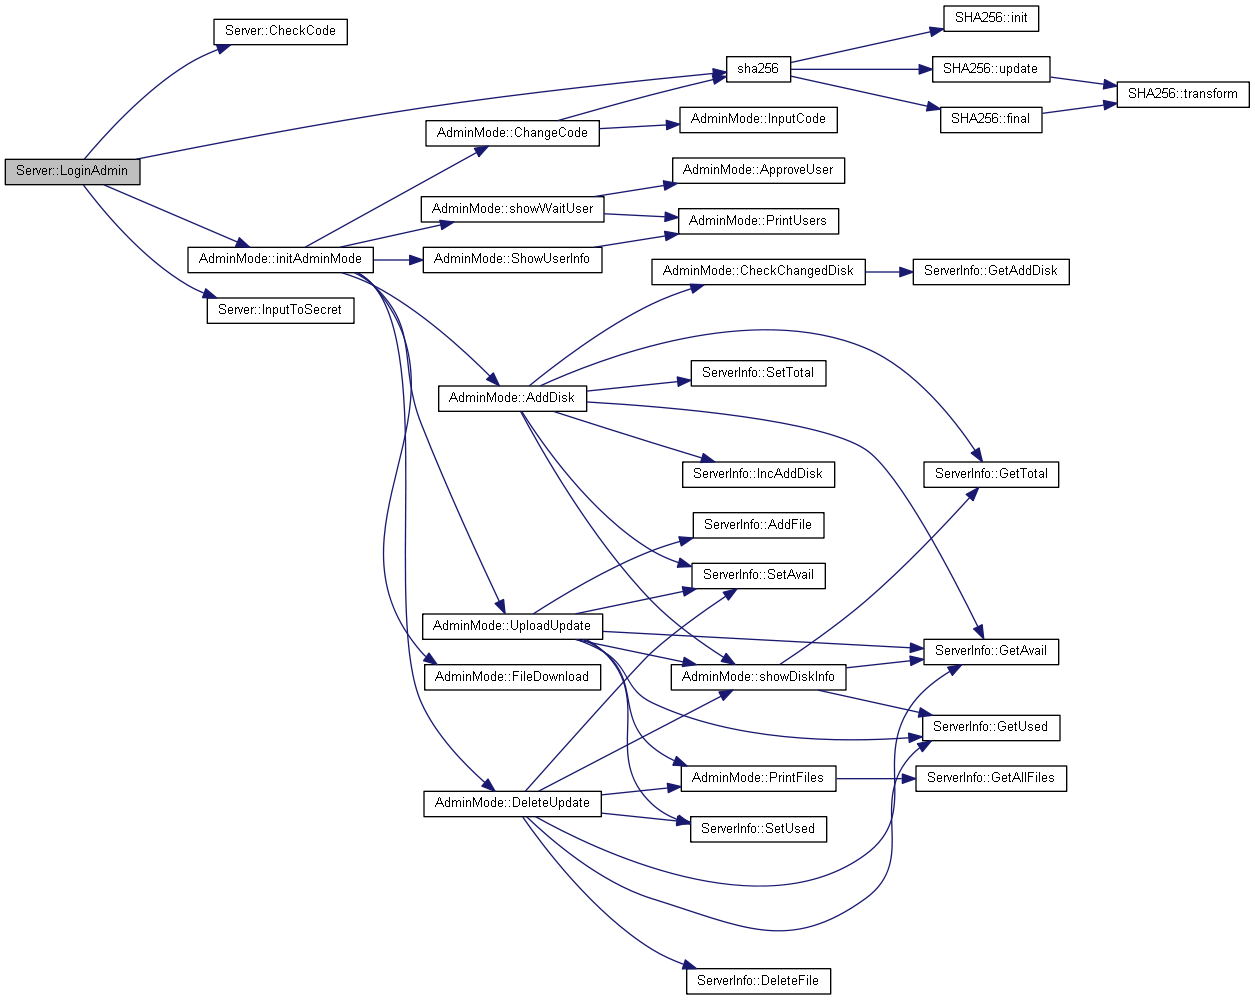 SHA256::init
Server::CheckCode
sha256
SHA256::update
SHA256::transform
SHA256::final
AdminMode::InputCode
AdminMode::ChangeCode
Server::LoginAdmin
AdminMode::ApproveUser
AdminMode::showWaitUser
AdminMode::PrintUsers
AdminMode::initAdminMode
AdminMode::ShowUserInfo
AdminMode::CheckChangedDisk
ServerInfo::GetAddDisk
Server::InputToSecret
ServerInfo::SetTotal
AdminMode::AddDisk
ServerInfo::IncAddDisk
ServerInfo::GetTotal
ServerInfo::AddFile
ServerInfo::SetAvail
AdminMode::UploadUpdate
ServerInfo::GetAvail
AdminMode::FileDownload
AdminMode::showDiskInfo
ServerInfo::GetUsed
AdminMode::PrintFiles
ServerInfo::GetAllFiles
AdminMode::DeleteUpdate
ServerInfo::SetUsed
ServerInfo::DeleteFile